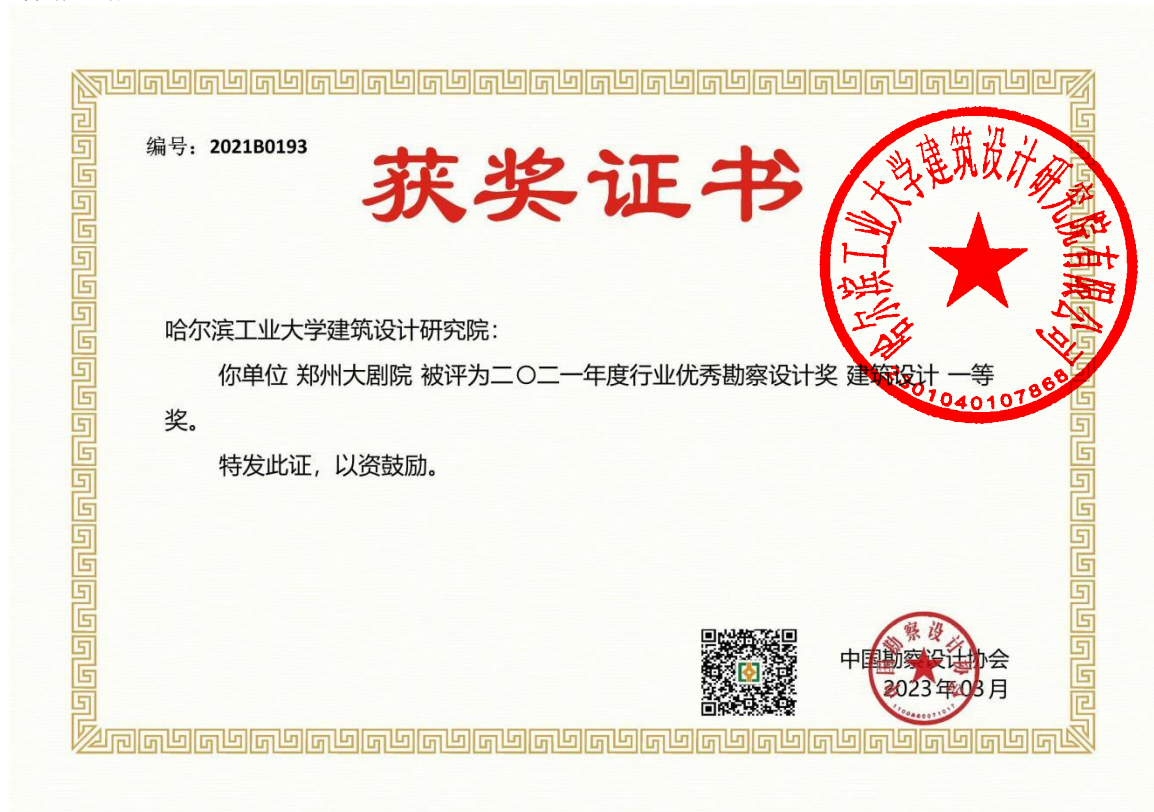 编号：2021B0193
获奖证书
哈尔滨工业大学建筑设计研究院有限公司
2301040107868
哈尔滨工业大学建筑设计研究院：
你单位 郑州大剧院 被评为二〇二一年度行业优秀勘察设计奖 建筑设计 一等
奖。
特发此证，以资鼓励。
中国勘察设计协会
2023年03月
中国勘察设计协会